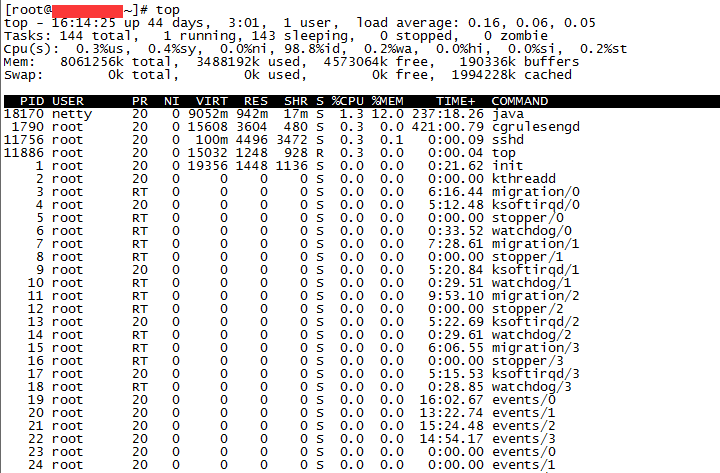 [root@ ~]# top
top - 16:14:25 up 44 days,  3:01,  1 user,  load average: 0.16, 0.06, 0.05
Tasks: 144 total,   1 running, 143 sleeping,   0 stopped,   0 zombie
Cpu(s):  0.3%us,  0.4%sy,  0.0%ni, 98.8%id,  0.2%wa,  0.0%hi,  0.0%si,  0.2%st
Mem:   8061256k total,  3488192k used,  4573064k free,   190336k buffers
Swap:        0k total,        0k used,        0k free,  1994228k cached
PID USER PR NI VIRT RES SHR S %CPU %MEM TIME+ COMMAND
18170 netty 20 0 9052m 942m 17m S 1.3 12.0 237:18.26 java
1790 root 20 0 15608 3604 480 S 0.3 0.0 421:00.79 cgrulesengd
11756 root 20 0 100m 4496 3472 S 0.3 0.1 0:00.09 sshd
11886 root 20 0 15032 1248 928 R 0.3 0.0 0:00.04 top
1 root 20 0 19356 1448 1136 S 0.0 0.0 0:21.62 init
2 root 20 0 0 0 0 S 0.0 0.0 0:00.00 kthreadd
3 root RT 0 0 0 0 S 0.0 0.0 6:16.44 migration/0
4 root 20 0 0 0 0 S 0.0 0.0 5:12.48 ksoftirqd/0
5 root RT 0 0 0 0 S 0.0 0.0 0:00.00 stopper/0
6 root RT 0 0 0 0 S 0.0 0.0 0:33.52 watchdog/0
7 root RT 0 0 0 0 S 0.0 0.0 7:28.61 migration/1
8 root RT 0 0 0 0 S 0.0 0.0 0:00.00 stopper/1
9 root 20 0 0 0 0 S 0.0 0.0 5:20.84 ksoftirqd/1
10 root RT 0 0 0 0 S 0.0 0.0 0:29.51 watchdog/1
11 root RT 0 0 0 0 S 0.0 0.0 9:53.10 migration/2
12 root RT 0 0 0 0 S 0.0 0.0 0:00.00 stopper/2
13 root 20 0 0 0 0 S 0.0 0.0 5:22.69 ksoftirqd/2
14 root RT 0 0 0 0 S 0.0 0.0 0:29.61 watchdog/2
15 root RT 0 0 0 0 S 0.0 0.0 6:06.55 migration/3
16 root RT 0 0 0 0 S 0.0 0.0 0:00.00 stopper/3
17 root 20 0 0 0 0 S 0.0 0.0 5:15.53 ksoftirqd/3
18 root RT 0 0 0 0 S 0.0 0.0 0:28.85 watchdog/3
19 root 20 0 0 0 0 S 0.0 0.0 16:02.67 events/0
20 root 20 0 0 0 0 S 0.0 0.0 13:22.74 events/1
21 root 20 0 0 0 0 S 0.0 0.0 15:24.48 events/2
22 root 20 0 0 0 0 S 0.0 0.0 14:54.17 events/3
23 root 20 0 0 0 0 S 0.0 0.0 0:00.00 events/0
24 root 20 0 0 0 0 S 0.0 0.0 0:00.00 events/1